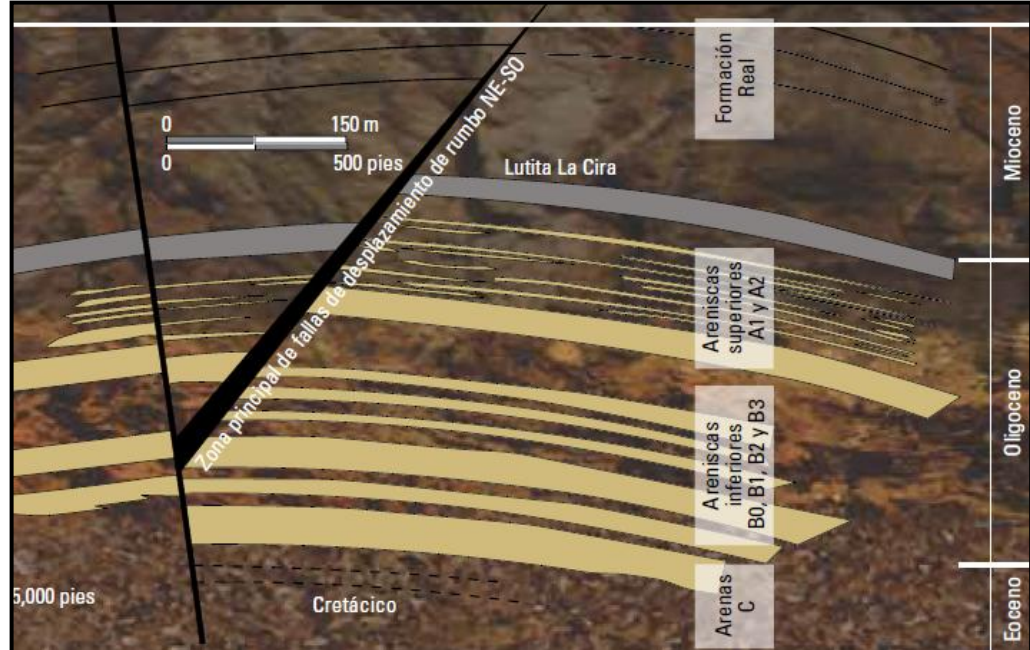 Formación
Real
Mioceno
0 150 m
0 500 pies
Zona principal de fallas de desplazamiento de rumbo NE-SO
Lutita La Cira
Areniscas
superiores
A1 y A2
Oligoceno
Areniscas
inferiores
B0, B1, B2 y B3
5,000 pies
Cretácico
Arenas
C
Eoceno